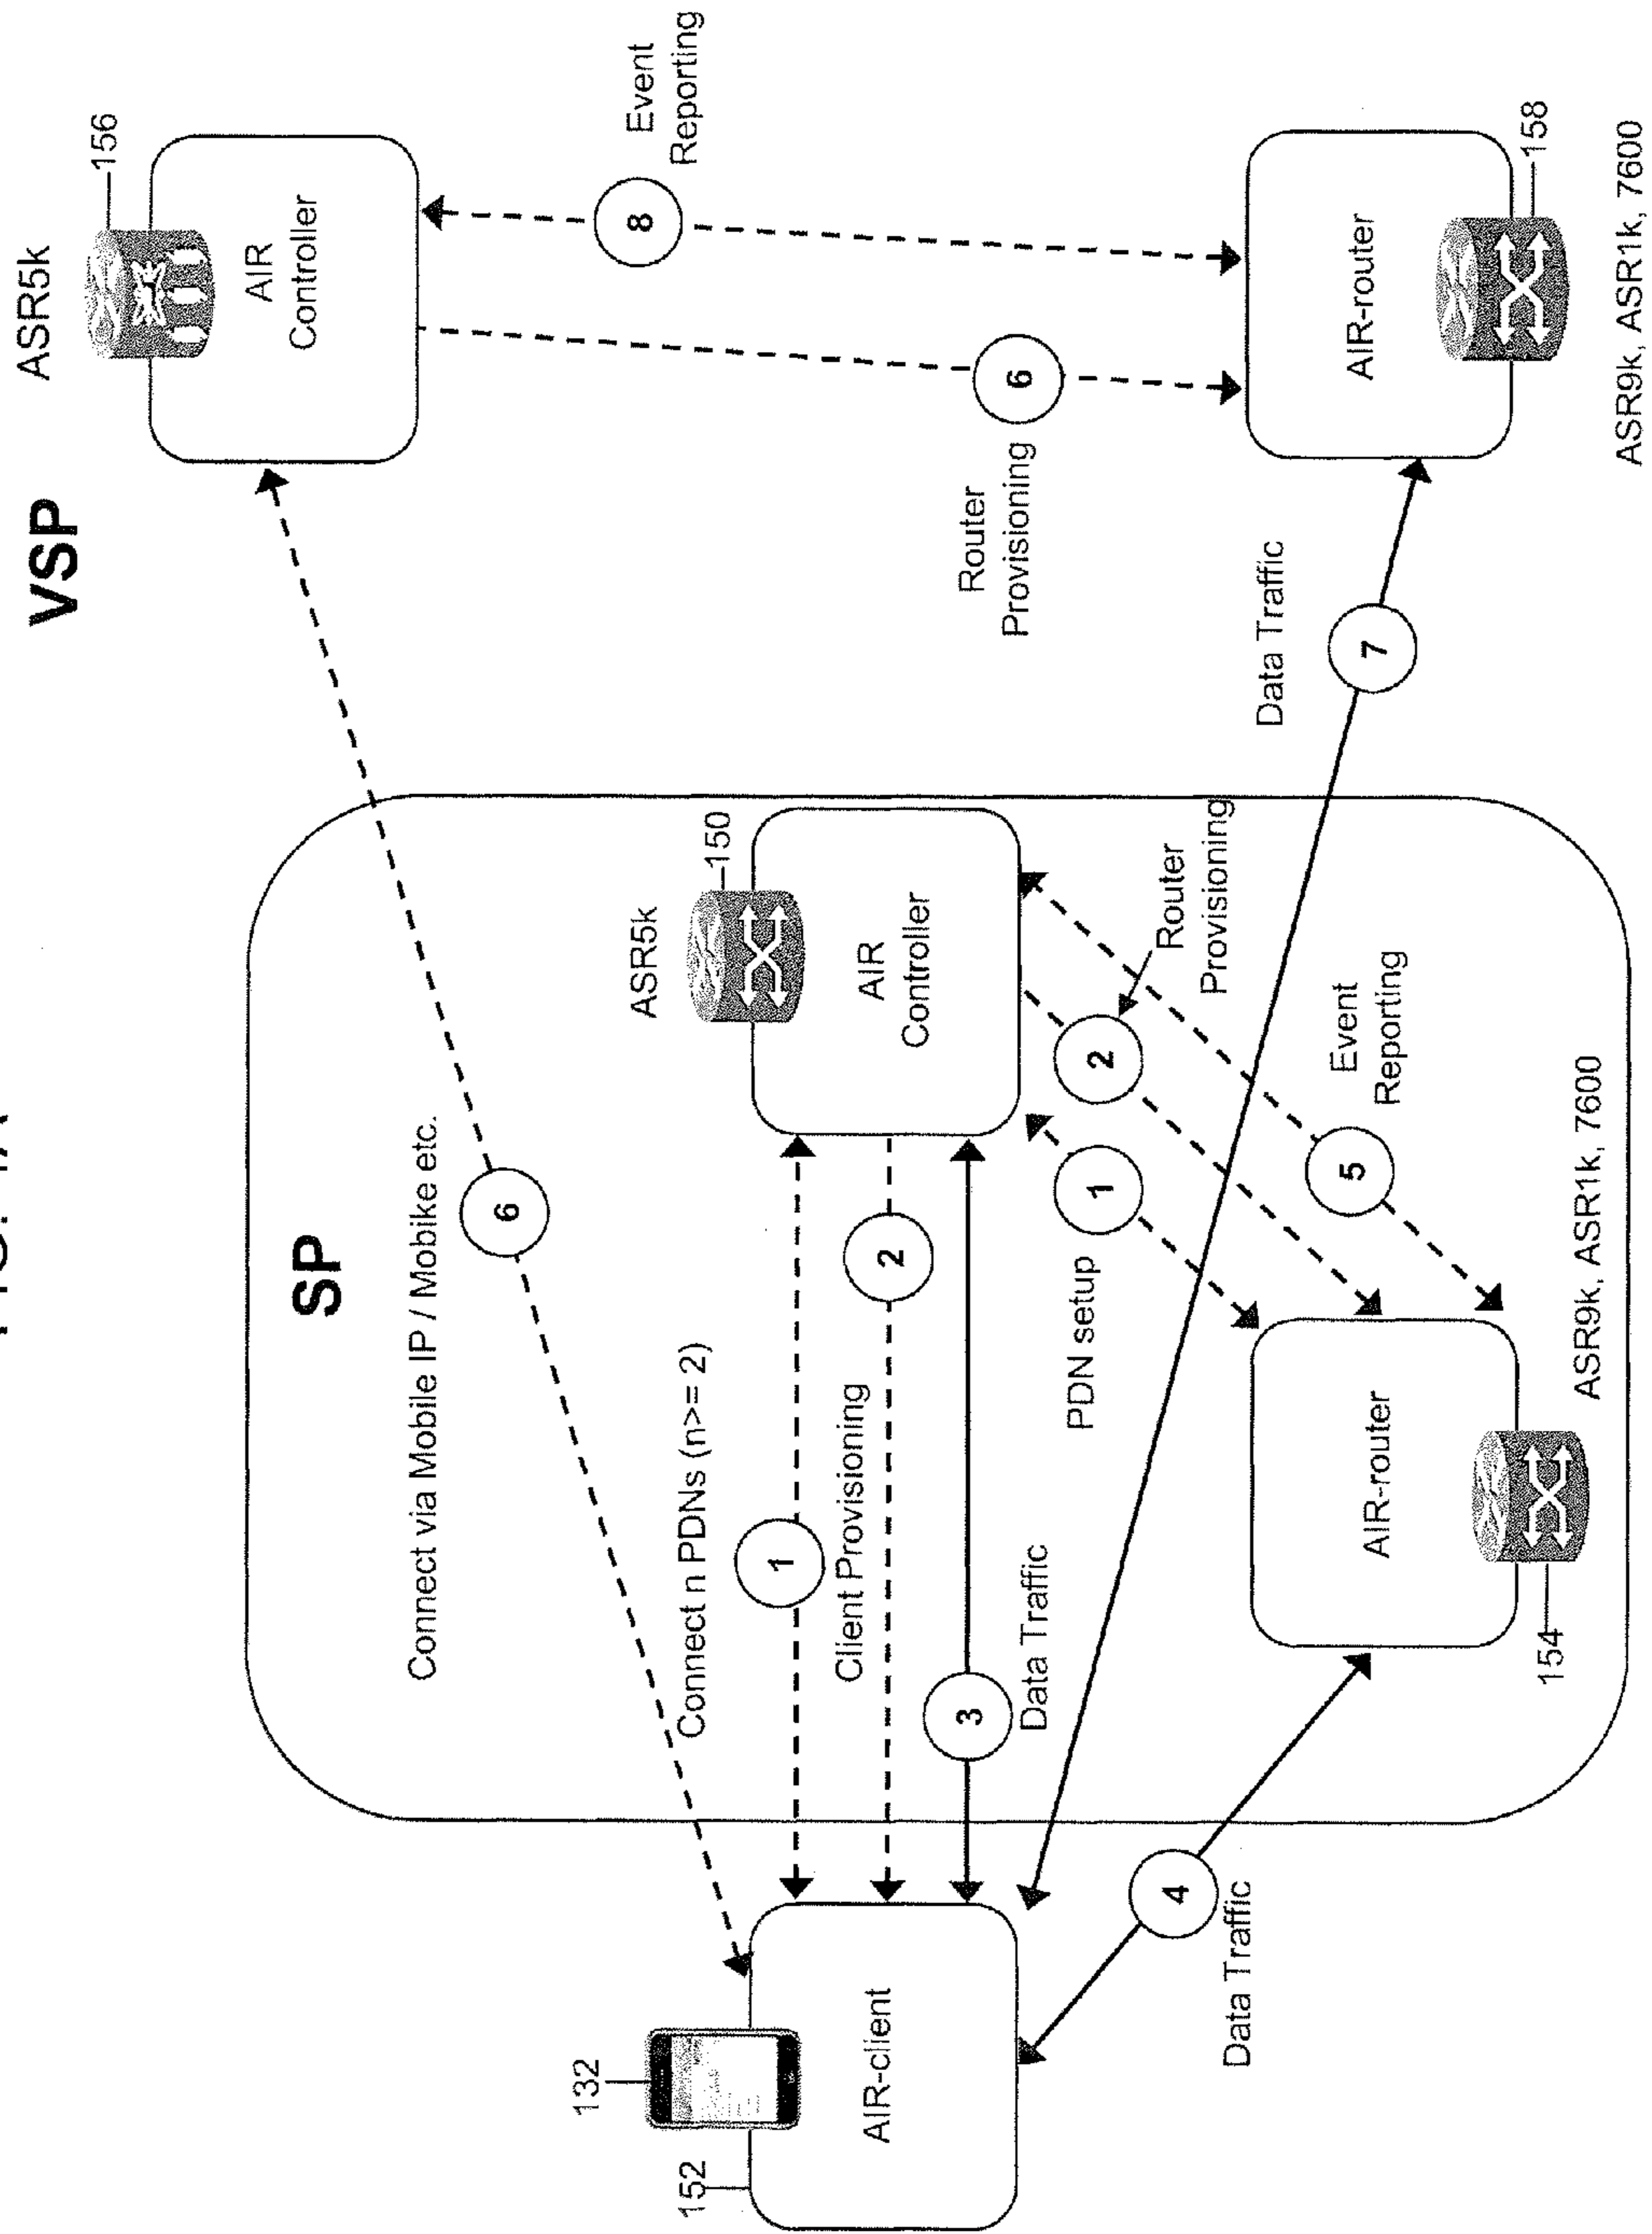 VSP
ASR5k
156
AIR
Controller
SP
Connect via Mobile IP / Mobike etc.
6
8
Event
Reporting
132
152
AIR-client
Connect n PDNs (n>= 2)
1
Client Provisioning
2
3
Data Traffic
ASR5k
150
AIR
Controller
Router
Provisioning
6
PDN setup
1
2
Router
Provisioning
4
Data Traffic
5
Event
Reporting
Data Traffic
7
AIR-router
154
ASR9k, ASR1k, 7600
AIR-router
158
ASR9k, ASR1k, 7600